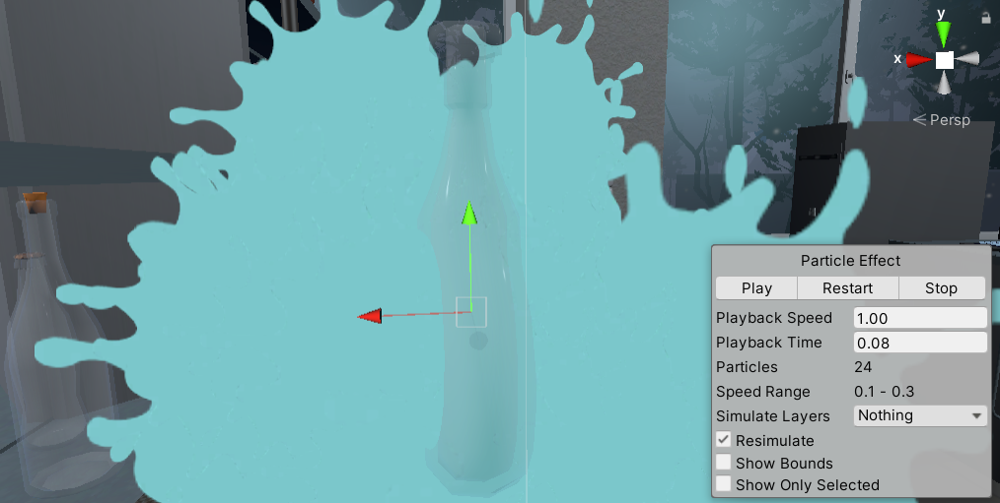 y
x
Persp
Particle Effect
Play Restart Stop
Playback Speed 1.00
Playback Time 0.08
Particles 24
Speed Range 0.1 - 0.3
Simulate Layers Nothing
Resimulate
Show Bounds
Show Only Selected